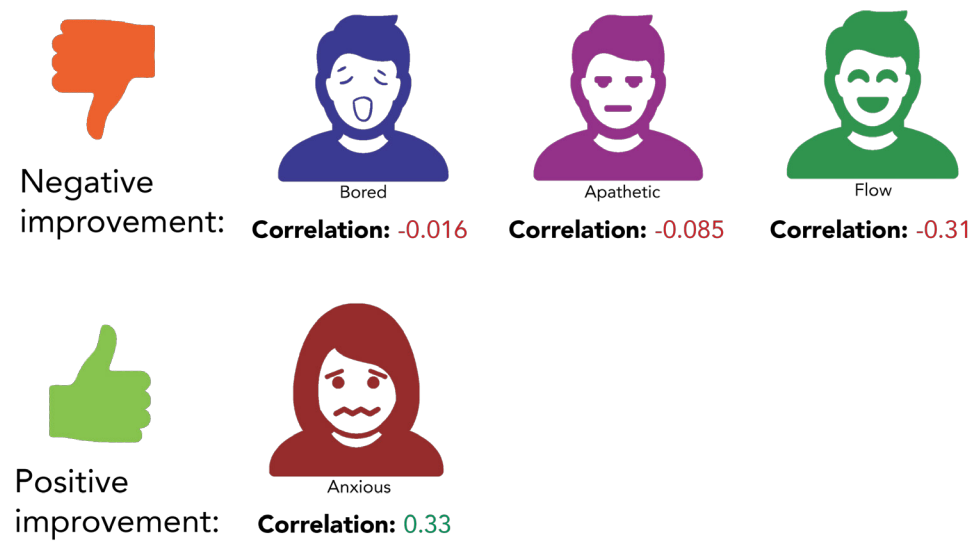 Negative
improvement:
Bored
Apathetic
Flow
Correlation: -0.016
Correlation: -0.085
Correlation: -0.31
Positive
improvement:
Anxious
Correlation: 0.33